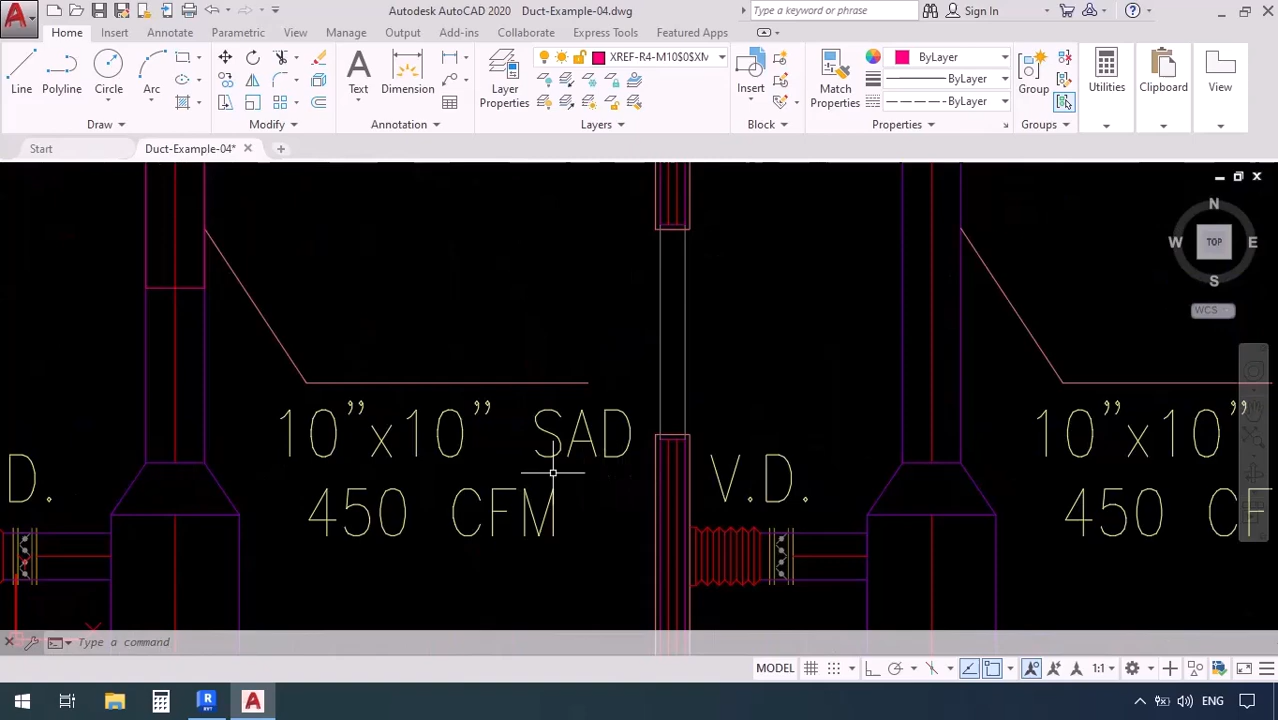 Autodesk AutoCAD 2020 Duct-Example-04.dwg
Type a keyword or phrase
Sign In
Home Insert Annotate Parametric View Manage Output Add-ins Collaborate Express Tools Featured Apps
Line Polyline Circle Arc
Draw
Modify
Text Dimension
Annotation
Layer Properties
XREF-R4-M10$0$XM
Layers
Insert
Block
Match Properties
ByLayer
ByLayer
ByLayer
Properties
Group
Groups
Utilities
Clipboard
View
Start Duct-Example-04*
N
W TOP E
S
WCS
10"x10" SAD
450 CFM
D.
V.D.
10"x10"
450 CF
Type a command
MODEL 1:1
ENG